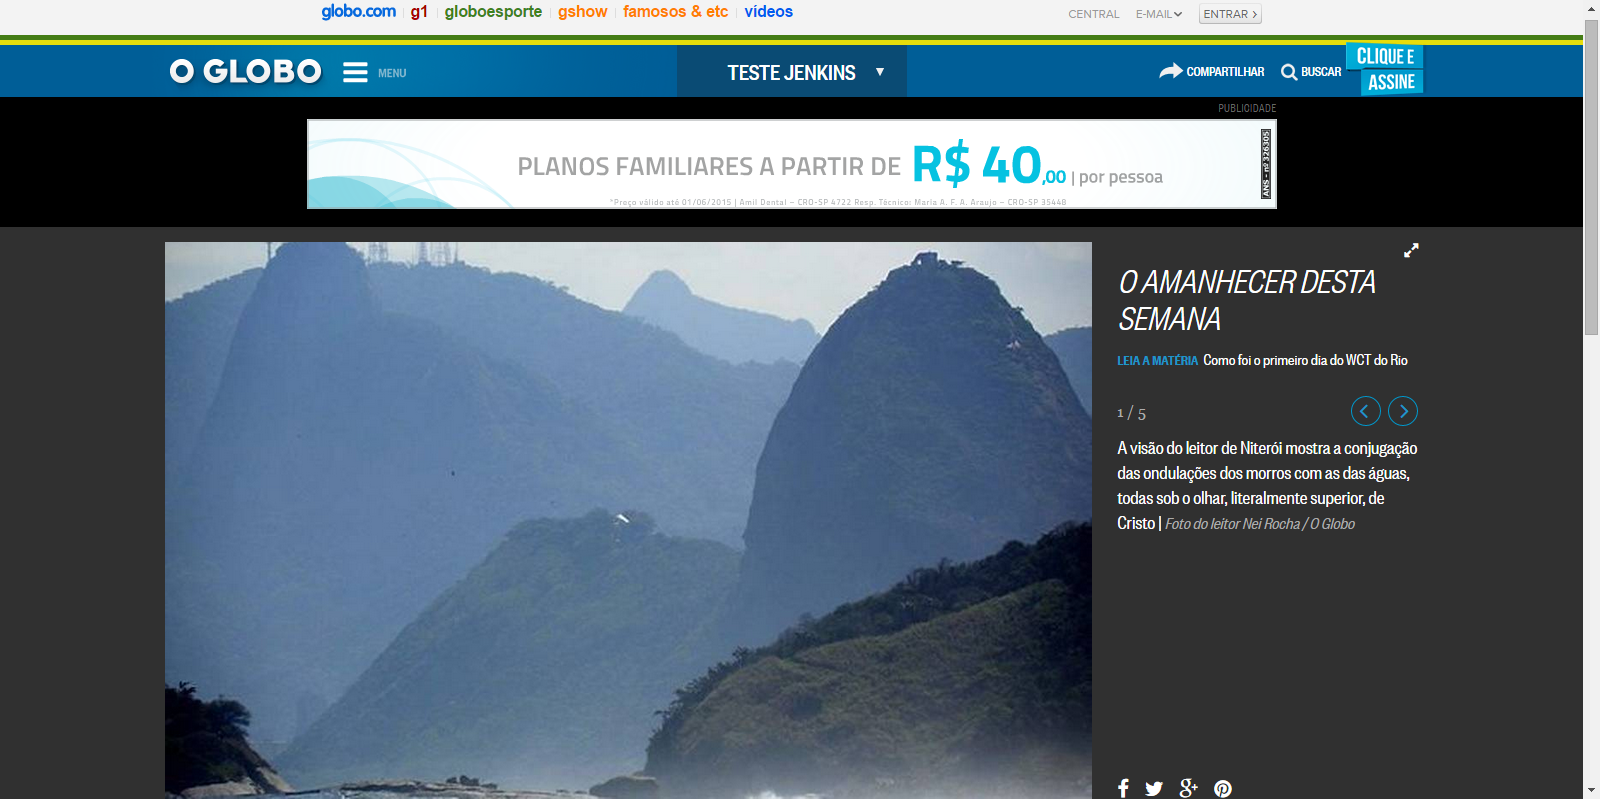 globo.com g1 globoesporte gshow famosos & etc vídeos CENTRAL E-MAIL ENTRAR
O GLOBO MENU TESTE JENKINS COMPARTILHAR BUSCAR CLIQUE E
ASSINE
PUBLICIDADE
PLANOS FAMILIARES A PARTIR DE R$ 40,00 | por pessoa
ANS - nº 326305
*Preço válido até 01/06/2015 | Amil Dental – CRO-SP 4722 Resp. Técnico: Maria A. F. A. Araujo – CRO-SP 35448
O AMANHECER DESTA
SEMANA
LEIA A MATÉRIA Como foi o primeiro dia do WCT do Rio
1 / 5
A visão do leitor de Niterói mostra a conjugação
das ondulações dos morros com as das águas,
todas sob o olhar, literalmente superior, de
Cristo | Foto do leitor Nei Rocha / O Globo